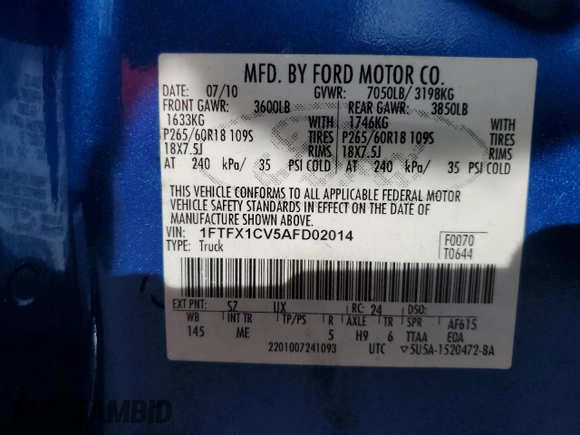 MFD. BY FORD MOTOR CO.
DATE: 07/10 GVWR: 7050LB/ 3198KG
FRONT GAWR: 3600LB REAR GAWR: 3850LB
1633KG WITH 1746KG WITH
P265/60R18 109S TIRES P265/60R18 109S TIRES
18X7.5J RIMS 18X7.5J RIMS
AT 240 kPa/ 35 PSI COLD AT 240 kPa/ 35 PSI COLD
THIS VEHICLE CONFORMS TO ALL APPLICABLE FEDERAL MOTOR
VEHICLE SAFETY STANDARDS IN EFFECT ON THE DATE OF MANUFACTURE SHOWN ABOVE.
VIN: 1FTFX1CV5AFD02014 F0070
TYPE: Truck T0644
EXT PNT: SZ UX RC: 24 DSO:
WB INT TR TP/PS R AXLE TR SPR AF615
145 ME 5 H9 6 TTAA EOA
2201007241093 UTC SU5A-1520472-BA